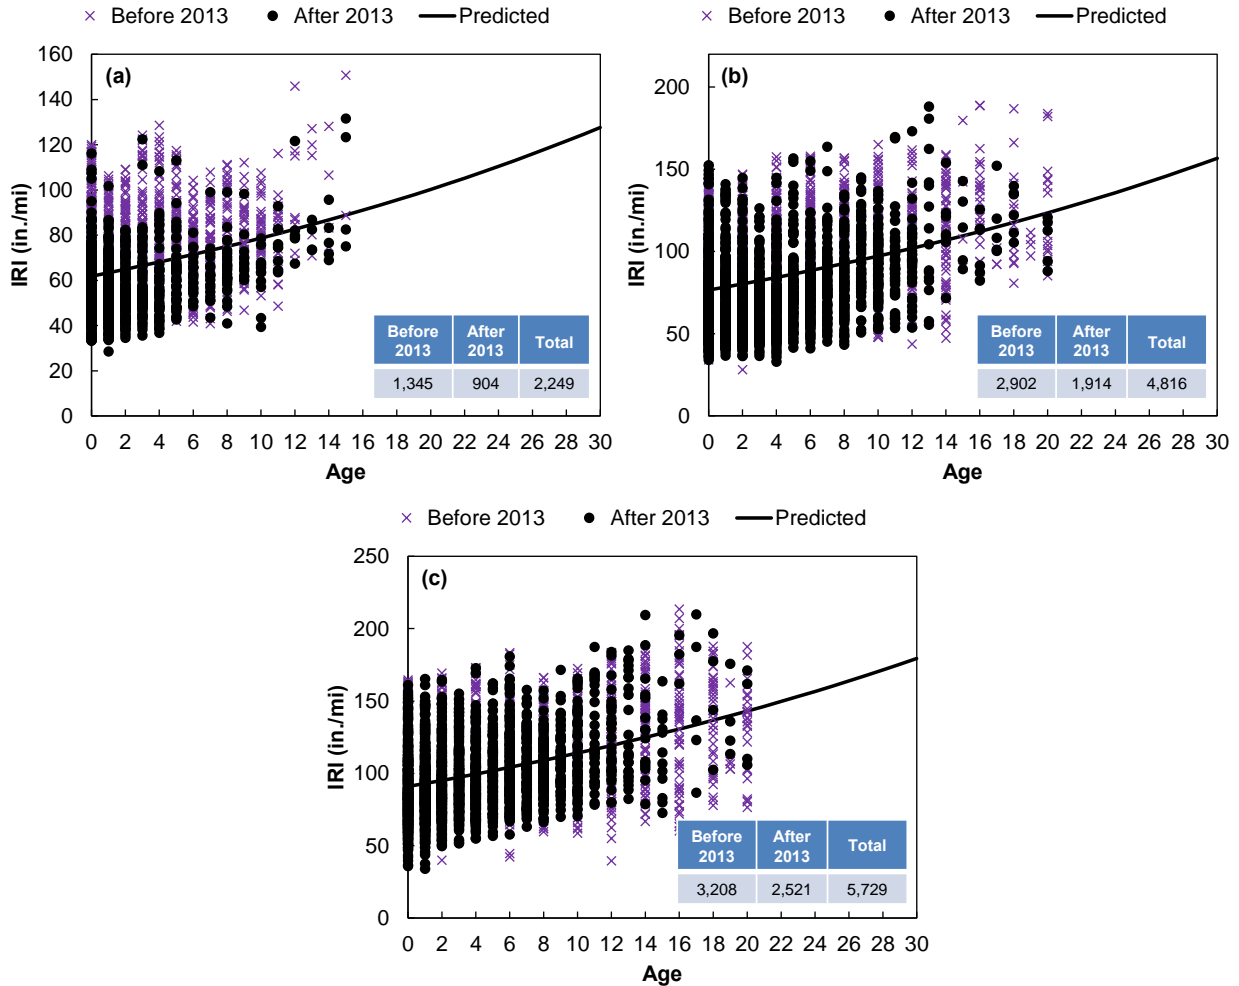 Before 2013 After 2013 Predicted
160
140
120
100
80
60
40
20
0
IRI (in./mi)
(a)
Before 2013 After 2013 Total
1,345 904 2,249
0 2 4 6 8 10 12 14 16 18 20 22 24 26 28 30
Age
Before 2013 After 2013 Predicted
200
150
100
50
0
IRI (in./mi)
(b)
Before 2013 After 2013 Total
2,902 1,914 4,816
0 2 4 6 8 10 12 14 16 18 20 22 24 26 28 30
Age
Before 2013 After 2013 Predicted
250
200
150
100
50
0
IRI (in./mi)
(c)
Before 2013 After 2013 Total
3,208 2,521 5,729
0 2 4 6 8 10 12 14 16 18 20 22 24 26 28 30
Age